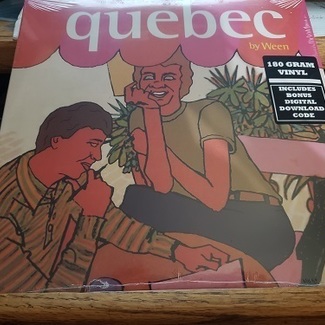 quebec
by Ween
180 GRAM
VINYL
INCLUDES
BONUS
DIGITAL
DOWNLOAD
CODE